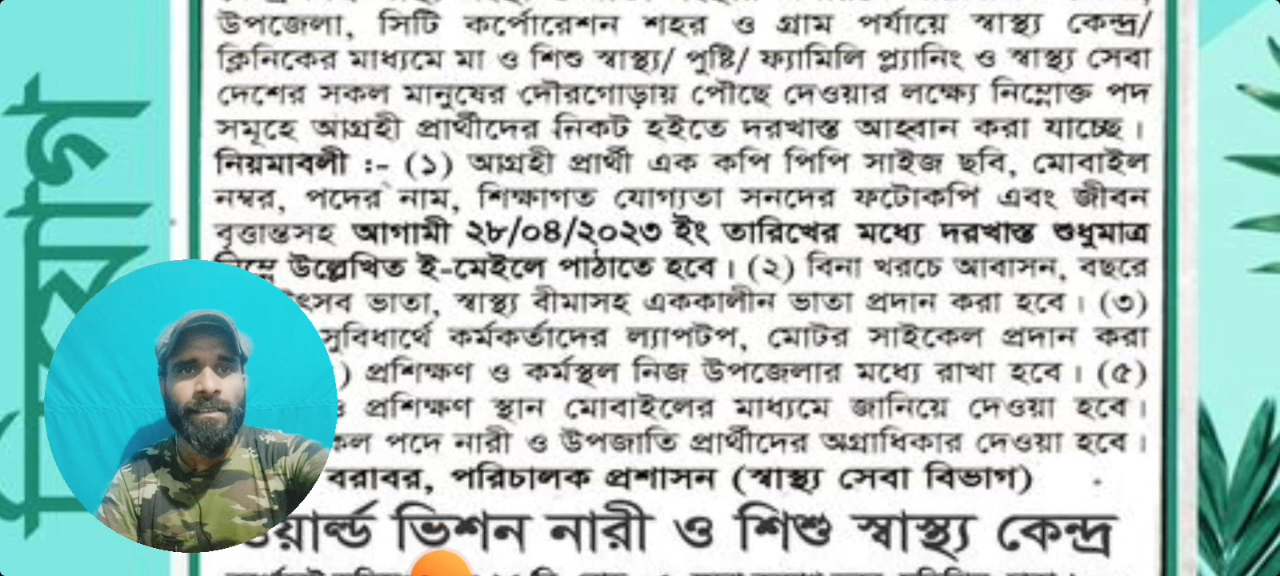 উপজেলা, সিটি কর্পোরেশন শহর ও গ্রাম পর্যায়ে স্বাস্থ্য কেন্দ্র/
ক্লিনিকের মাধ্যমে মা ও শিশু স্বাস্থ্য/ পুষ্টি/ ফ্যামিলি প্ল্যানিং ও স্বাস্থ্য সেবা
দেশের সকল মানুষের দৌরগোড়ায় পৌছে দেওয়ার লক্ষ্যে নিম্নোক্ত পদ
সমূহে আগ্রহী প্রার্থীদের নিকট হইতে দরখাস্ত আহবান করা যাচ্ছে।
নিয়মাবলী :- (১) আগ্রহী প্রার্থী এক কপি পিপি সাইজ ছবি, মোবাইল
নম্বর, পদের নাম, শিক্ষাগত যোগ্যতা সনদের ফটোকপি এবং জীবন
বৃত্তান্তসহ আগামী ২৮/০৪/২০২৩ ইং তারিখের মধ্যে দরখাস্ত শুধুমাত্র
উল্লেখিত ই-মেইলে পাঠাতে হবে। (২) বিনা খরচে আবাসন, বছরে
ভাতা, স্বাস্থ্য বীমাসহ এককালীন ভাতা প্রদান করা হবে। (৩)
সুবিধার্থে কর্মকর্তাদের ল্যাপটপ, মোটর সাইকেল প্রদান করা
) প্রশিক্ষণ ও কর্মস্থল নিজ উপজেলার মধ্যে রাখা হবে। (৫)
প্রশিক্ষণ স্থান মোবাইলের মাধ্যমে জানিয়ে দেওয়া হবে।
পদে নারী ও উপজাতি প্রার্থীদের অগ্রাধিকার দেওয়া হবে।
বরাবর, পরিচালক প্রশাসন (স্বাস্থ্য সেবা বিভাগ)
ভিশন নারী ও শিশু স্বাস্থ্য কেন্দ্র